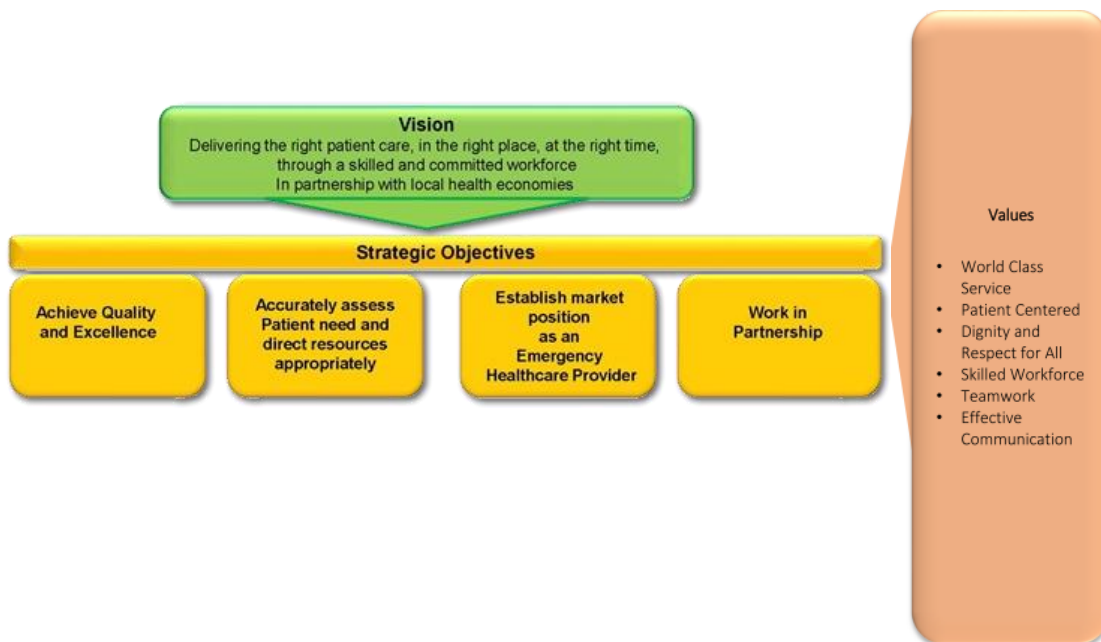 Vision
Delivering the right patient care, in the right place, at the right time,
through a skilled and committed workforce
In partnership with local health economies
Strategic Objectives
Achieve Quality
and Excellence
Accurately assess
Patient need and
direct resources
appropriately
Establish market
position
as an
Emergency
Healthcare Provider
Work in
Partnership
Values
• World Class
Service
• Patient Centered
• Dignity and
Respect for All
• Skilled Workforce
• Teamwork
• Effective
Communication